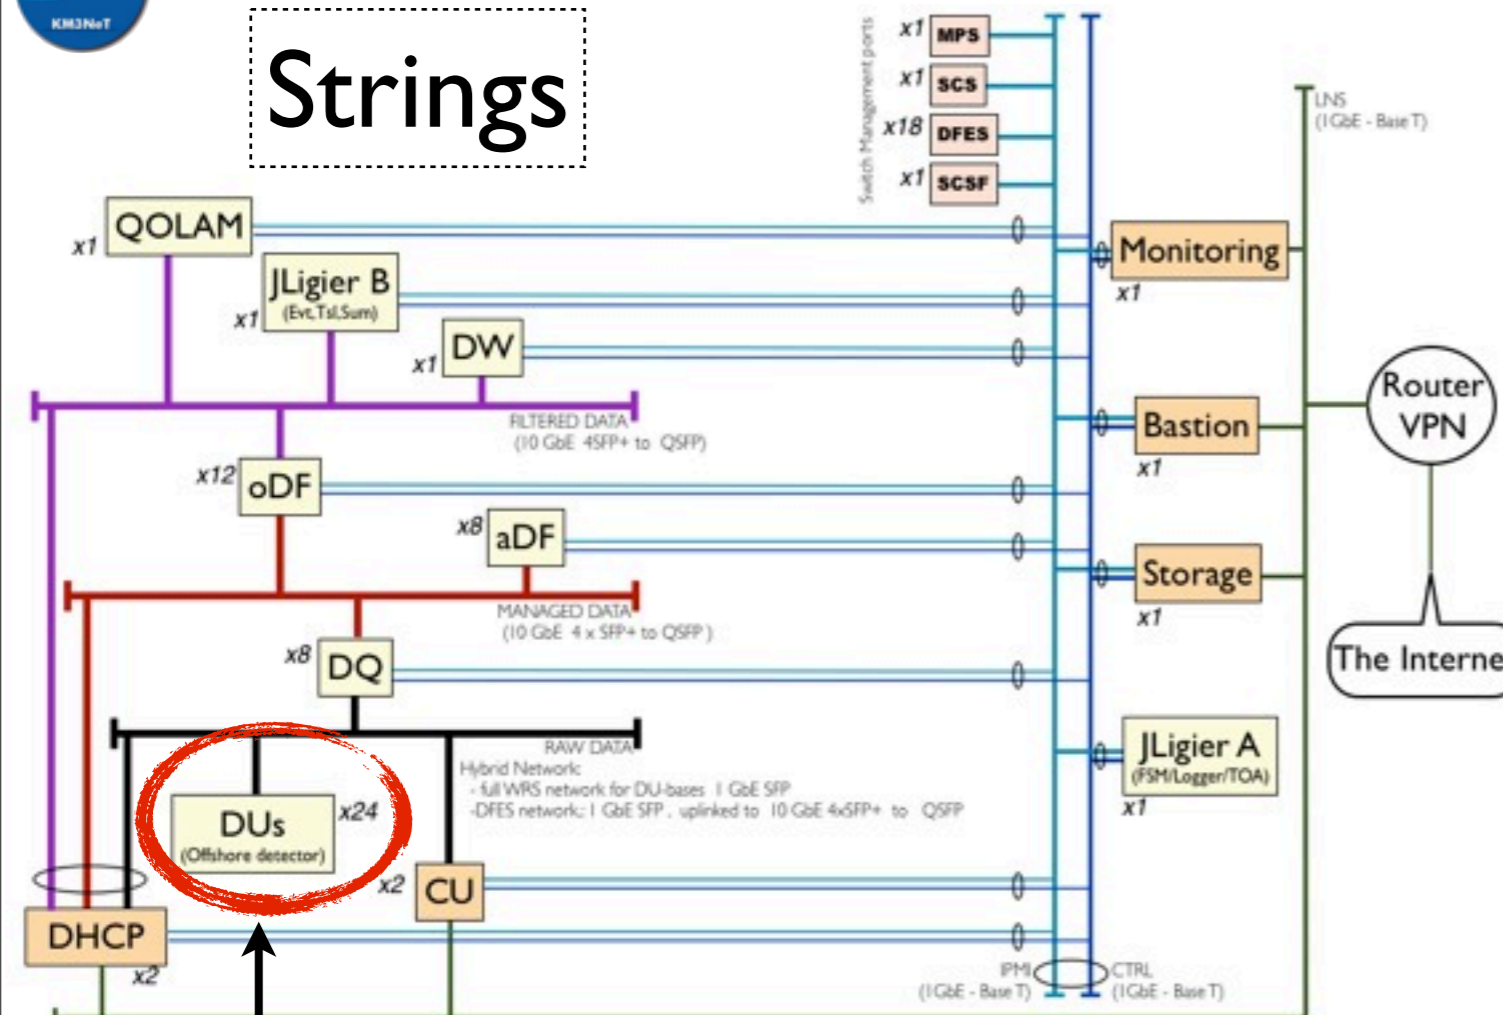 KM3NeT
Strings
Switch Management ports
x1 MPS
x1 SCS
x18 DFES
x1 SCSF
LNS
(1GbE - Base T)
QOLAM
x1
JLigier B
(Evt,Tsl,Sum)
x1
DW
x1
Monitoring
x1
FILTERED DATA
(10 GbE 4SFP+ to QSFP)
Router
VPN
Bastion
x1
x12 oDF
x8 aDF
Storage
x1
MANAGED DATA
(10 GbE 4 x SFP+ to QSFP )
x8 DQ
The Interne
RAW DATA
Hybrid Network:
- full WRS network for DU-bases 1 GbE SFP
-DFES network: 1 GbE SFP , uplinked to 10 GbE 4xSFP+ to QSFP
JLigier A
(FSM/Logger/TOA)
x1
DUs
(Offshore detector)
x24
x2 CU
DHCP
x2
IPMI
(1GbE - Base T)
CTRL
(1GbE - Base T)